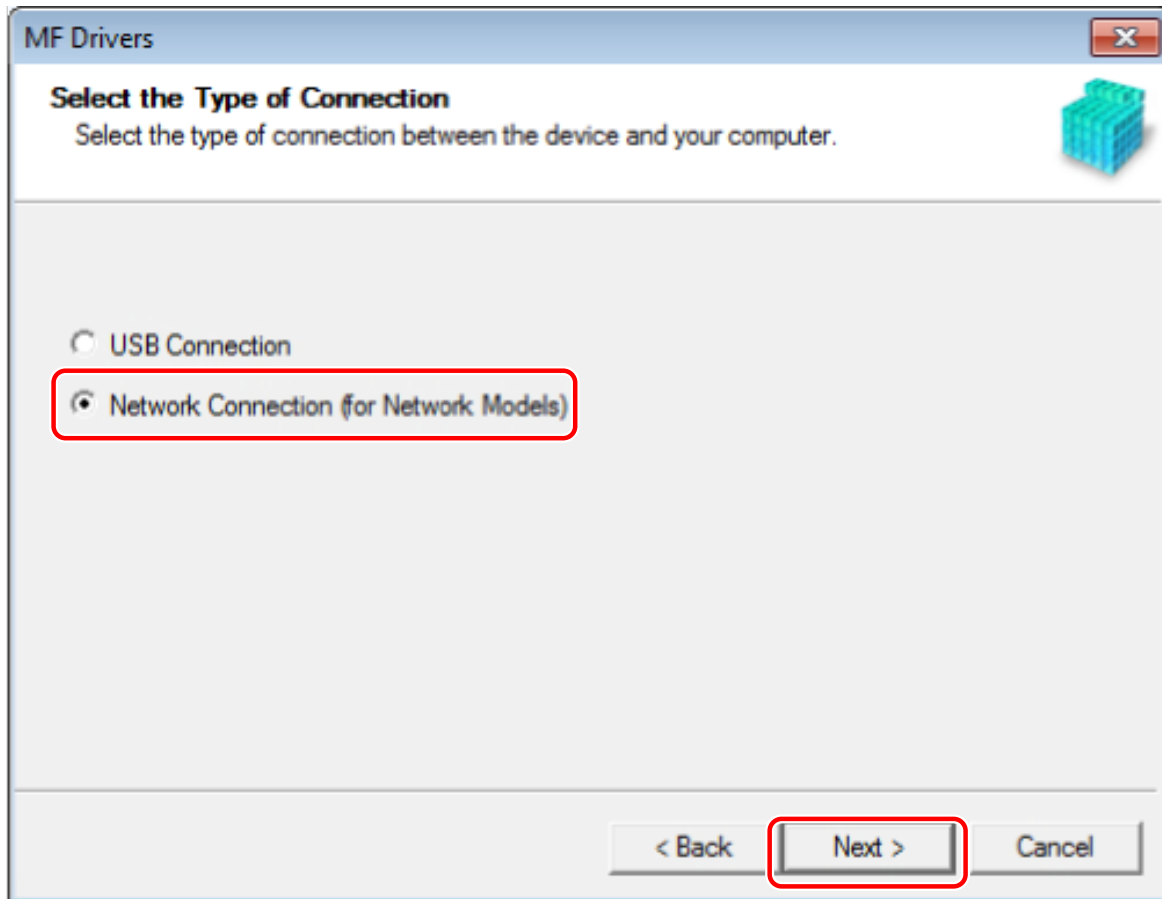 MF Drivers
Select the Type of Connection
Select the type of connection between the device and your computer.
USB Connection
Network Connection (for Network Models)
< Back
Next >
Cancel